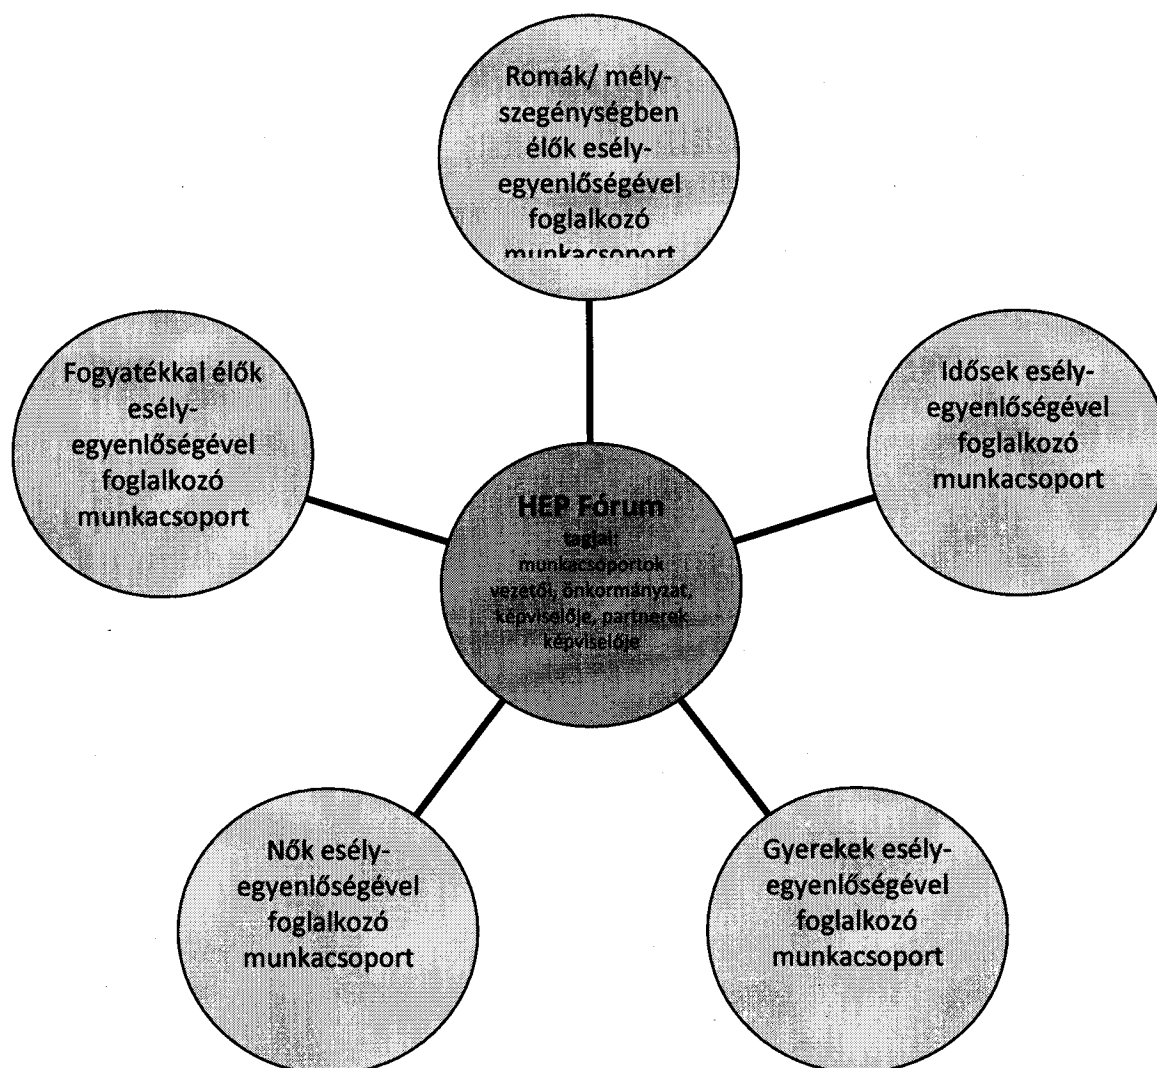 Romák/ mély-
szegénységben
élők esély-
egyenlőségével
foglalkozó
munkacsoport
Fogyatékkal élők
esély-
egyenlőségével
foglalkozó
munkacsoport
Idősek esély-
egyenlőségével
foglalkozó
munkacsoport
HEP Fórum
tagjai:
munkacsoportok
vezetői, önkormányzat,
képviselője, partnerek
képviselője
Nők esély-
egyenlőségével
foglalkozó
munkacsoport
Gyerekek esély-
egyenlőségével
foglalkozó
munkacsoport